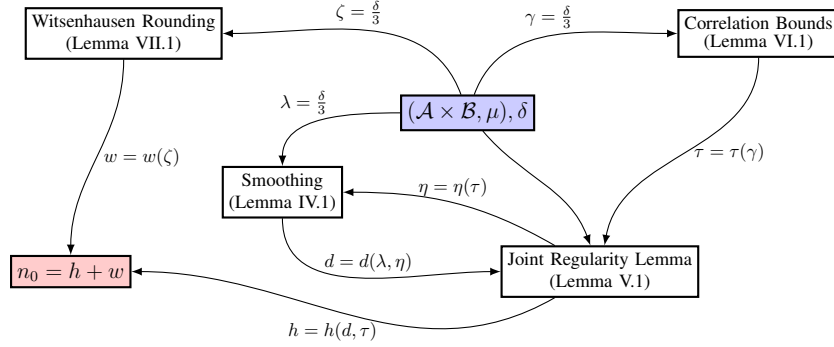 Witsenhausen Rounding
(Lemma VII.1)
ζ = δ/3
γ = δ/3
Correlation Bounds
(Lemma VI.1)
λ = δ/3
(𝒜 × ℬ, μ), δ
w = w(ζ)
τ = τ(γ)
Smoothing
(Lemma IV.1)
η = η(τ)
d = d(λ, η)
Joint Regularity Lemma
(Lemma V.1)
n₀ = h + w
h = h(d, τ)